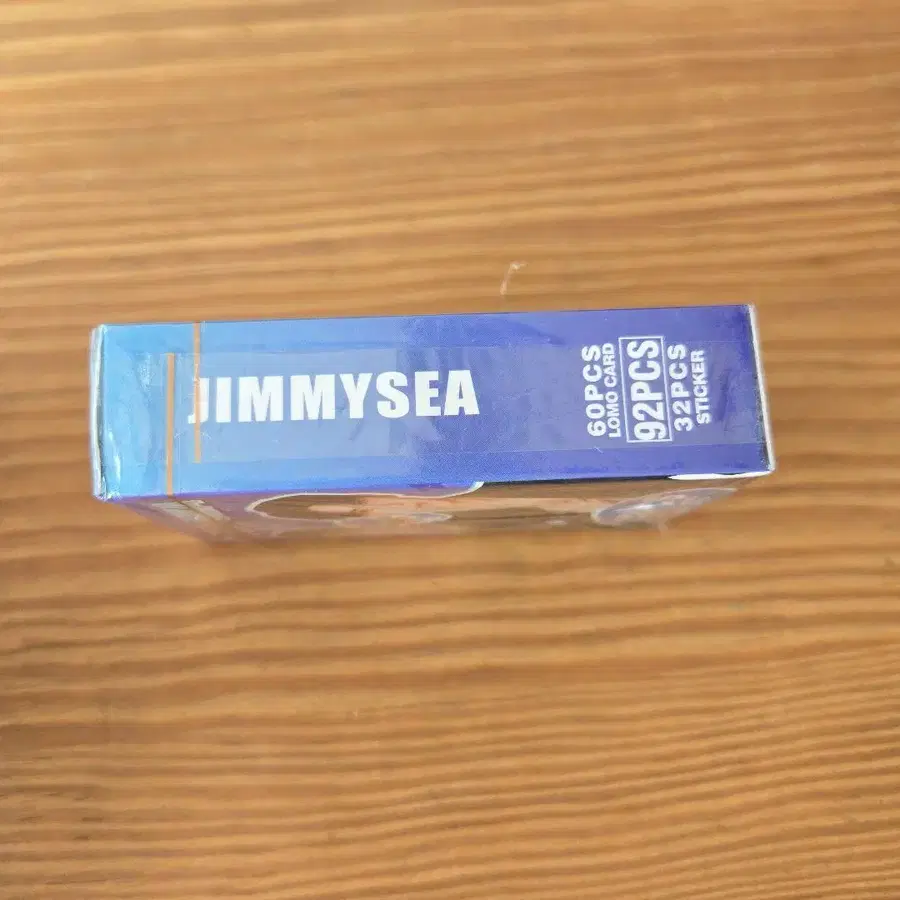 JIMMYSEA
60PCS
LOMO CARD
92PCS
32PCS
STICKER